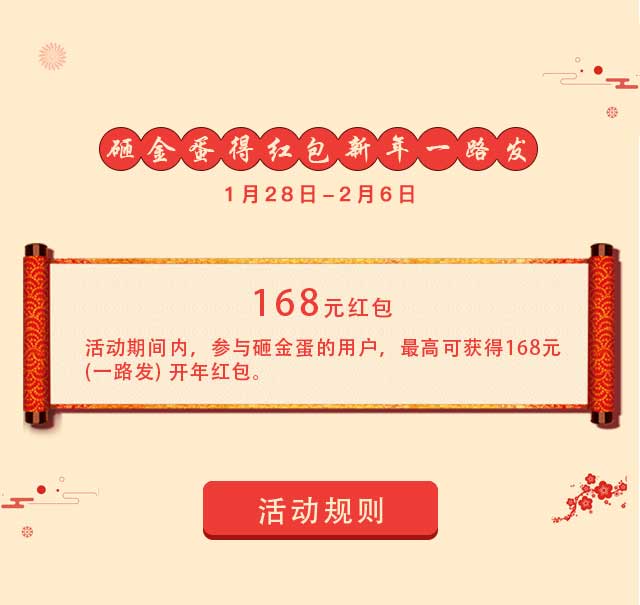 砸金蛋得红包新年一路发
1月28日-2月6日
168元红包
活动期间内，参与砸金蛋的用户，最高可获得168元
(一路发) 开年红包。
活动规则